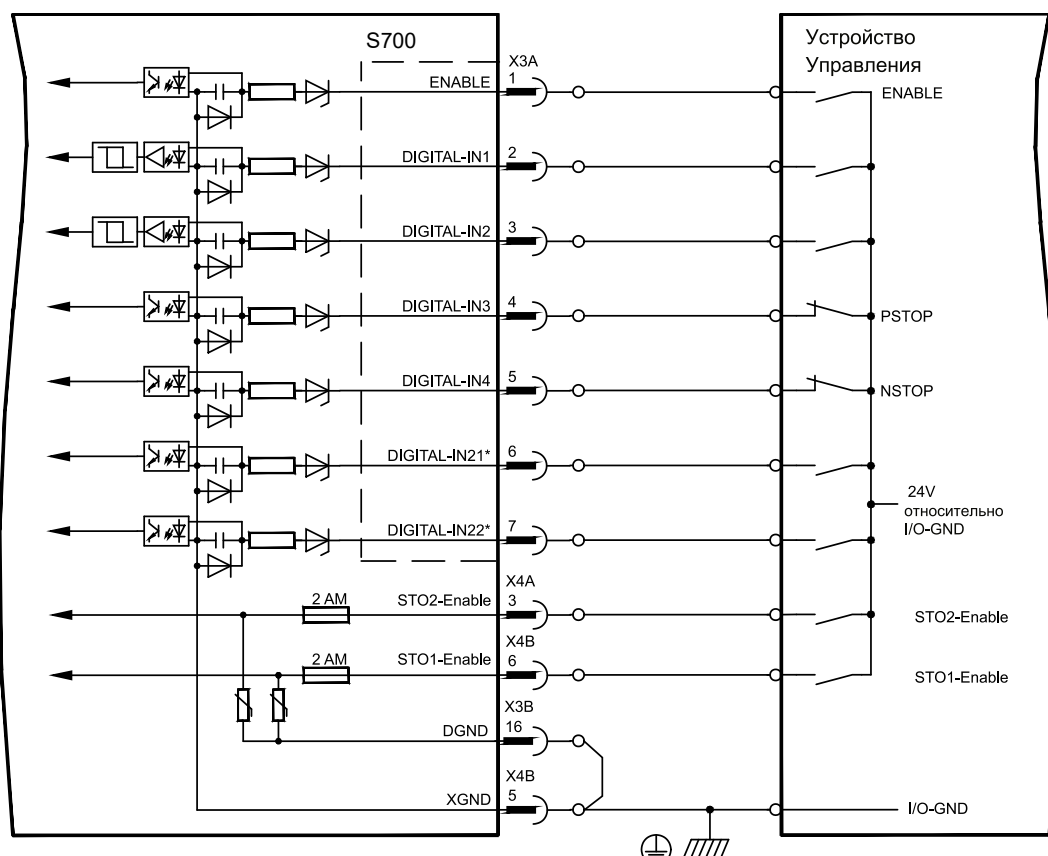 S700
Устройство
Управления
X3A
ENABLE
1
ENABLE
DIGITAL-IN1
2
DIGITAL-IN2
3
DIGITAL-IN3
4
PSTOP
DIGITAL-IN4
5
NSTOP
DIGITAL-IN21*
6
24V
относительно
I/O-GND
DIGITAL-IN22*
7
X4A
2 AM
STO2-Enable
3
STO2-Enable
X4B
2 AM
STO1-Enable
6
STO1-Enable
X3B
DGND
16
X4B
XGND
5
I/O-GND